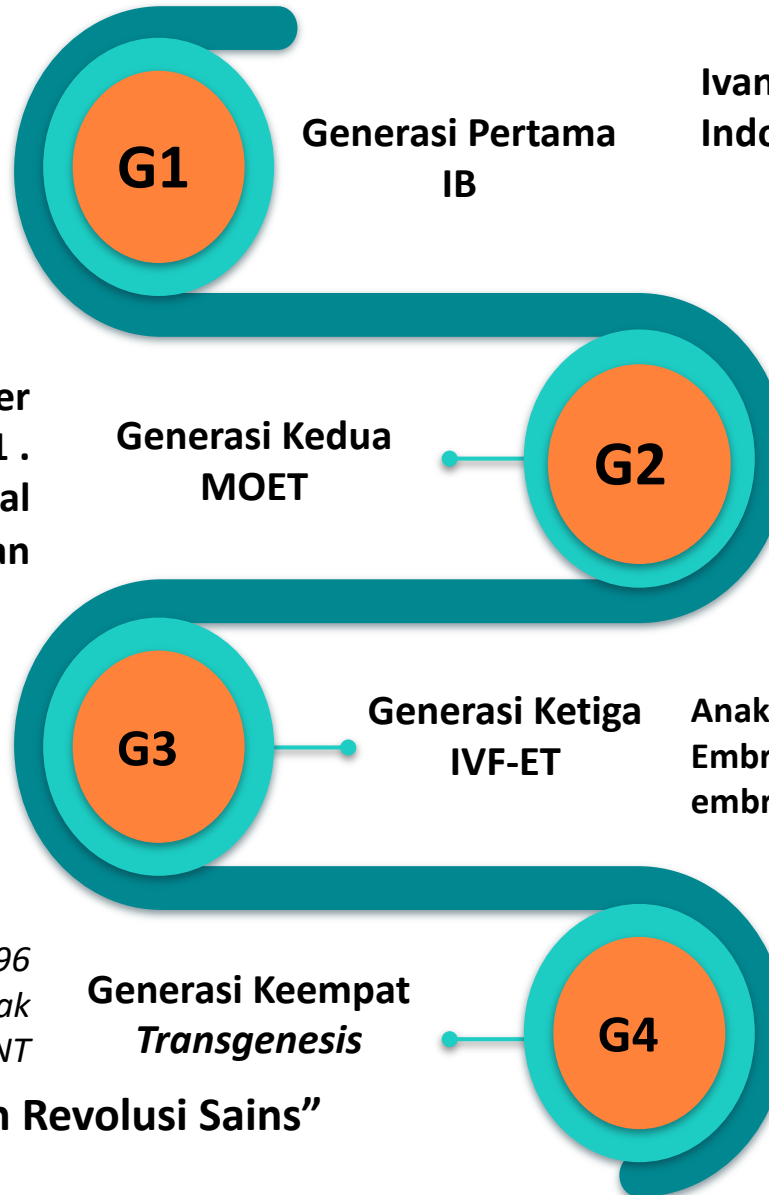 G1
Generasi Pertama
IB
Ivan
Indo
er
1 .
al
an
Generasi Kedua
MOET
G2
G3
Generasi Ketiga
IVF-ET
Anak
Embr
embr
96
ak
NT
Generasi Keempat
Transgenesis
G4
n Revolusi Sains”